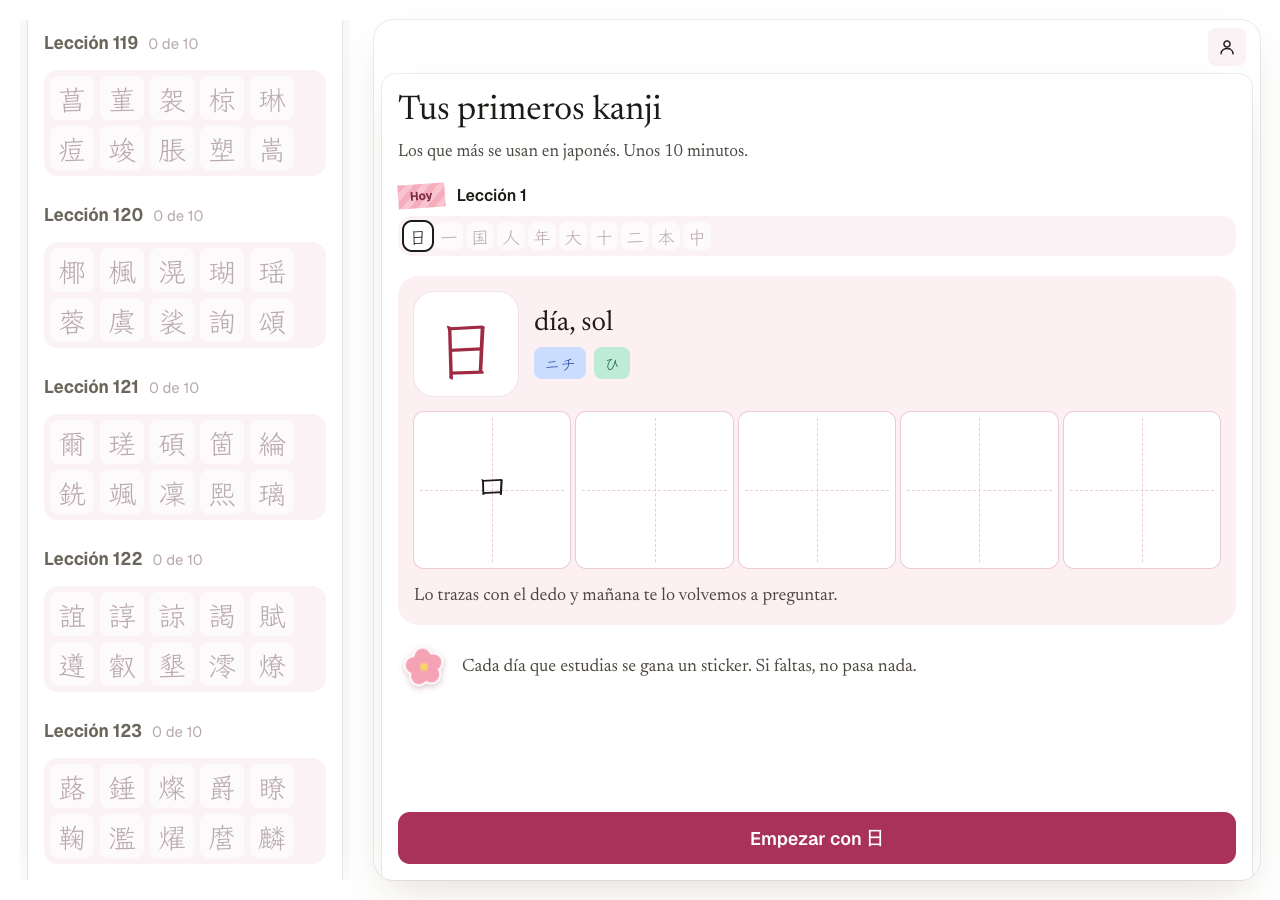 Lección 119 0 de 10
菖 菫 袈 椋 琳
痘 竣 脹 塑 嵩
Lección 120 0 de 10
椰 楓 滉 瑚 瑶
蓉 虞 裟 詢 頌
Lección 121 0 de 10
爾 瑳 碩 箇 綸
銑 颯 凜 熙 璃
Lección 122 0 de 10
誼 諄 諒 謁 賦
遵 叡 墾 澪 燎
Lección 123 0 de 10
蕗 錘 燦 爵 瞭
鞠 濫 燿 麿 麟
Tus primeros kanji
Los que más se usan en japonés. Unos 10 minutos.
Hoy Lección 1
日 一 国 人 年 大 十 二 本 中
日
día, sol
ニチ ひ
Lo trazas con el dedo y mañana te lo volvemos a preguntar.
Cada día que estudias se gana un sticker. Si faltas, no pasa nada.
Empezar con 日